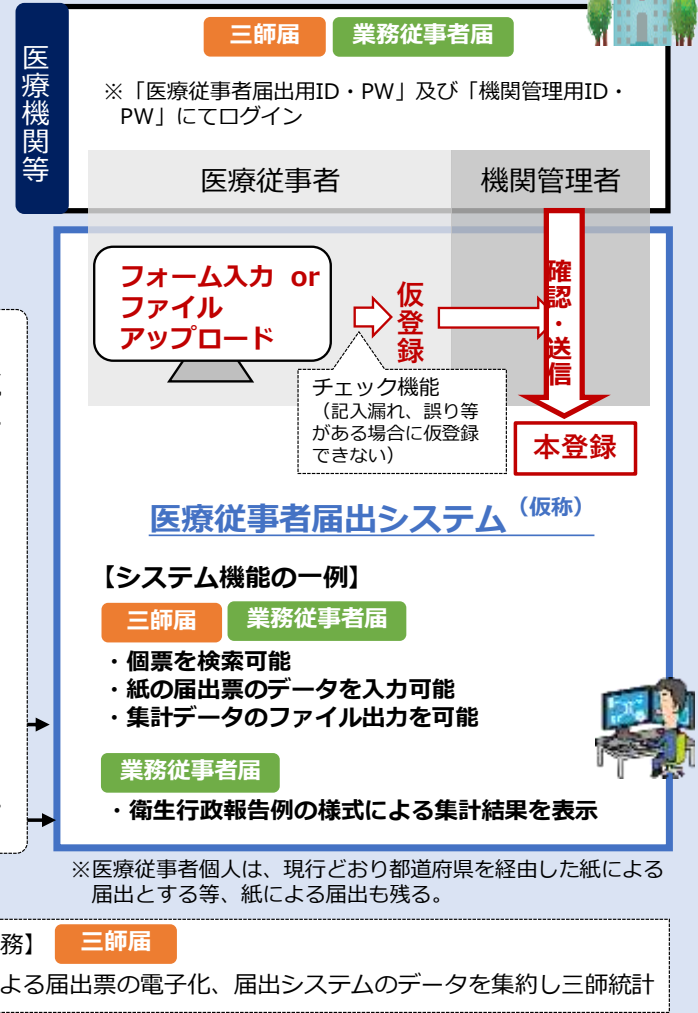 医療機関等
三師届 業務従事者届
※「医療従事者届出用ID・PW」及び「機関管理用ID・
PW」にてログイン
医療従事者 機関管理者
フォーム入力 or
ファイル
アップロード
仮登録
確認・送信
チェック機能
（記入漏れ、誤り等
がある場合に仮登録
できない）
本登録
医療従事者届出システム（仮称）
【システム機能の一例】
三師届 業務従事者届
・個票を検索可能
・紙の届出票のデータを入力可能
・集計データのファイル出力を可能
業務従事者届
・衛生行政報告例の様式による集計結果を表示
※医療従事者個人は、現行どおり都道府県を経由した紙による
届出とする等、紙による届出も残る。
務】 三師届
よる届出票の電子化、届出システムのデータを集約し三師統計